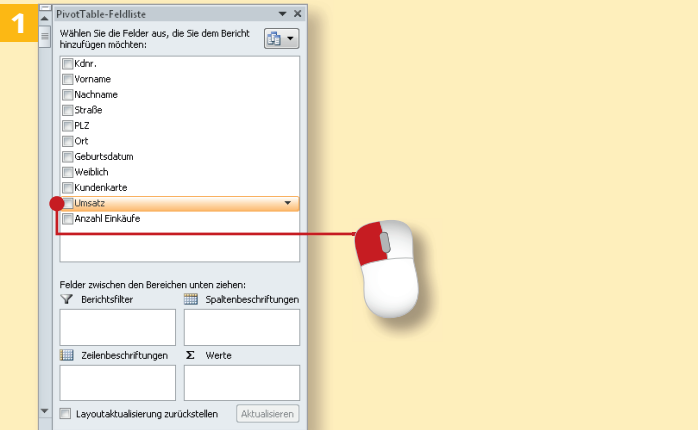 1
PivotTable-Feldliste
Wählen Sie die Felder aus, die Sie dem Bericht
hinzufügen möchten:
Kdnr.
Vorname
Nachname
Straße
PLZ
Ort
Geburtsdatum
Weiblich
Kundenkarte
Umsatz
Anzahl Einkäufe
Felder zwischen den Bereichen unten ziehen:
Berichtsfilter
Spaltenbeschriftungen
Zeilenbeschriftungen
Σ Werte
Layoutaktualisierung zurückstellen
Aktualisieren